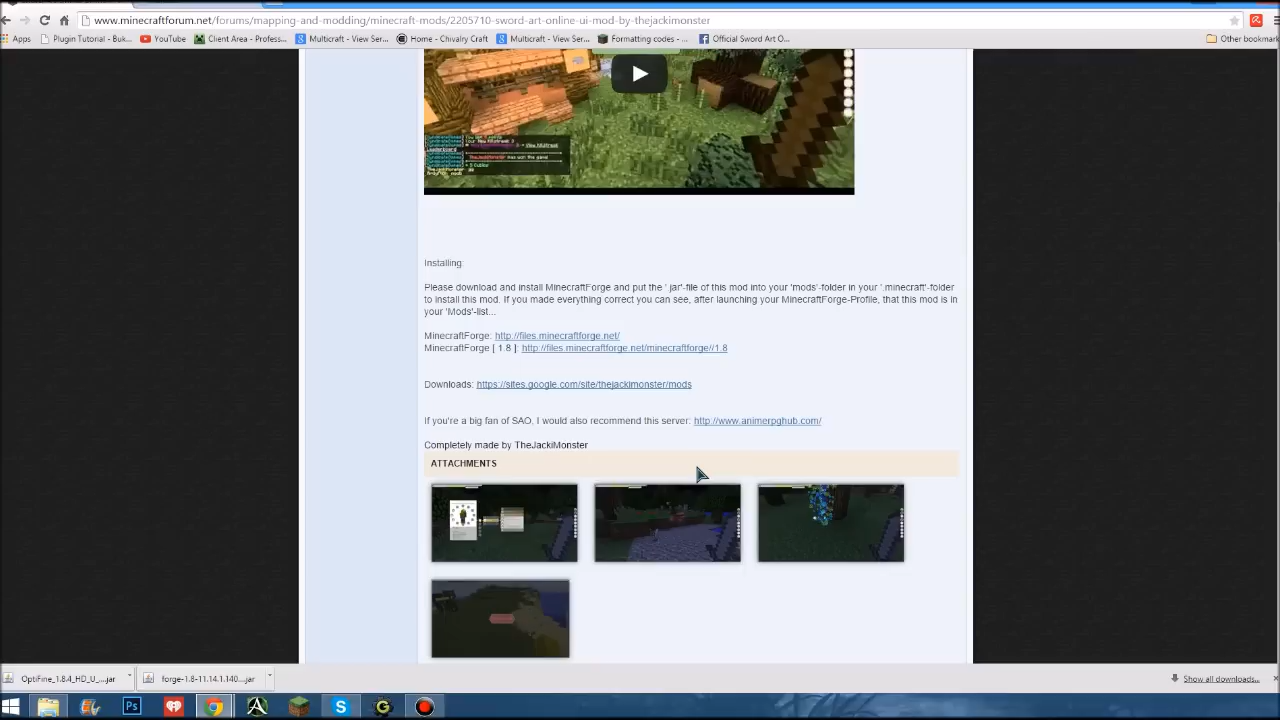 www.minecraftforum.net/forums/mapping-and-modding/minecraft-mods/2205710-sword-art-online-ui-mod-by-thejackimonster
Apps Plugin Tutorial - Buk... YouTube Client Area - Profess... Multicraft - View Ser... Home - Chivalry Craft Multicraft - View Ser... Formatting codes -... Official Sword Art O... Other bookmark
Installing:
Please download and install MinecraftForge and put the '.jar'-file of this mod into your 'mods'-folder in your '.minecraft'-folder
to install this mod. If you made everything correct you can see, after launching your MinecraftForge-Profile, that this mod is in
your 'Mods'-list...
MinecraftForge: http://files.minecraftforge.net/
MinecraftForge [ 1.8 ]: http://files.minecraftforge.net/minecraftforge//1.8
Downloads: https://sites.google.com/site/thejackimonster/mods
If you're a big fan of SAO, I would also recommend this server: http://www.animerpghub.com/
Completely made by TheJackiMonster
ATTACHMENTS
OptiFine_1.8.4_HD_U_...jar forge-1.8-11.14.1.140...jar Show all downloads...